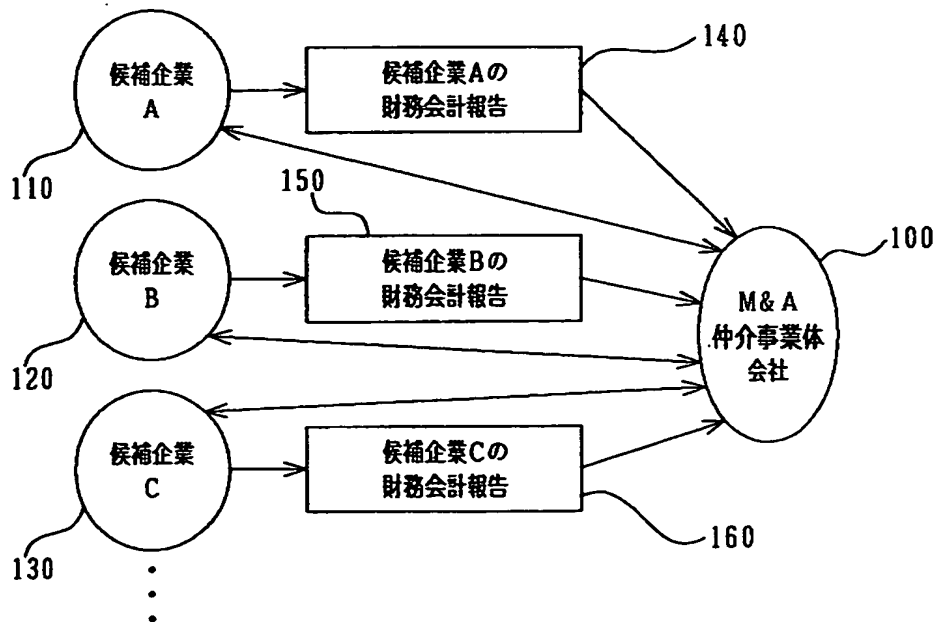 候補企業
A
110
候補企業Aの
財務会計報告
140
候補企業
B
120
150
候補企業Bの
財務会計報告
100
M&A
仲介事業体
会社
候補企業
C
130
候補企業Cの
財務会計報告
160